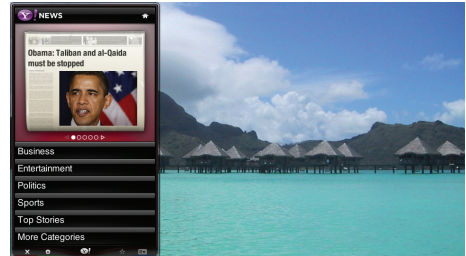 Y! NEWS
Obama: Taliban and al-Qaida
must be stopped
Business
Entertainment
Politics
Sports
Top Stories
More Categories
Y!